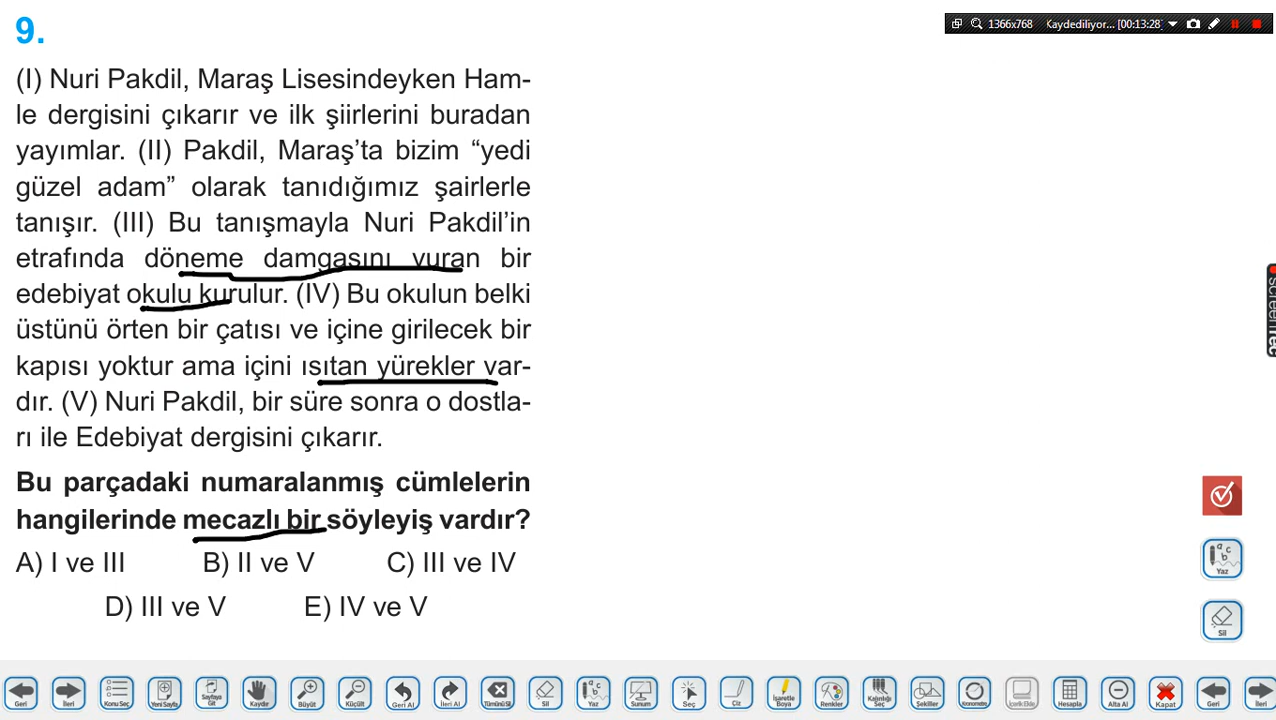 9.
1366x768 Kaydediliyor... [00:13:28]
(I) Nuri Pakdil, Maraş Lisesindeyken Ham-
le dergisini çıkarır ve ilk şiirlerini buradan
yayımlar. (II) Pakdil, Maraş’ta bizim “yedi
güzel adam” olarak tanıdığımız şairlerle
tanışır. (III) Bu tanışmayla Nuri Pakdil’in
etrafında döneme damgasını vuran bir
edebiyat okulu kurulur. (IV) Bu okulun belki
üstünü örten bir çatısı ve içine girilecek bir
kapısı yoktur ama içini ısıtan yürekler var-
dır. (V) Nuri Pakdil, bir süre sonra o dostla-
rı ile Edebiyat dergisini çıkarır.
Bu parçadaki numaralanmış cümlelerin
hangilerinde mecazlı bir söyleyiş vardır?
A) I ve III B) II ve V C) III ve IV
D) III ve V E) IV ve V
Yaz
Sil
Geri İleri Konu Seç Yeni Sayfa Sayfaya Git Kaydır Büyüt Küçült Geri Al İleri Al Tümünü Sil Sil Yaz Sunum Seç Çiz İşaretle Boya Renkler Kalınlığı Seç Şekiller Kronometre İçerik Ekle Hesapla Alta Al Kapat Geri İleri